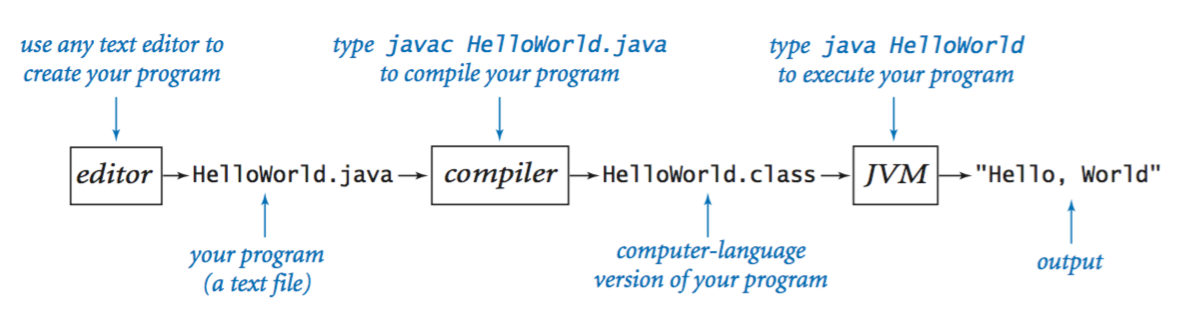 use any text editor to
create your program
type javac HelloWorld.java
to compile your program
type java HelloWorld
to execute your program
editor
HelloWorld.java
compiler
HelloWorld.class
JVM
"Hello, World"
your program
(a text file)
computer-language
version of your program
output